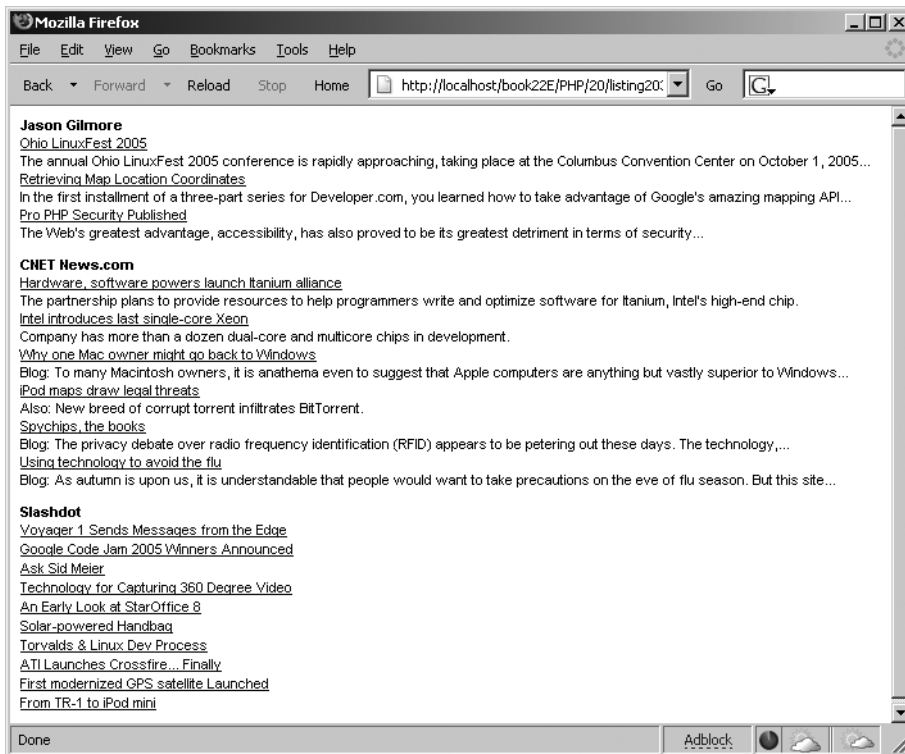 Mozilla Firefox
File Edit View Go Bookmarks Tools Help
Back Forward Reload Stop Home http://localhost/book22E/PHP/20/listing20: Go G
Jason Gilmore
Ohio LinuxFest 2005
The annual Ohio LinuxFest 2005 conference is rapidly approaching, taking place at the Columbus Convention Center on October 1, 2005...
Retrieving Map Location Coordinates
In the first installment of a three-part series for Developer.com, you learned how to take advantage of Google's amazing mapping API...
Pro PHP Security Published
The Web's greatest advantage, accessibility, has also proved to be its greatest detriment in terms of security...
CNET News.com
Hardware, software powers launch Itanium alliance
The partnership plans to provide resources to help programmers write and optimize software for Itanium, Intel's high-end chip.
Intel introduces last single-core Xeon
Company has more than a dozen dual-core and multicore chips in development.
Why one Mac owner might go back to Windows
Blog: To many Macintosh owners, it is anathema even to suggest that Apple computers are anything but vastly superior to Windows...
iPod maps draw legal threats
Also: New breed of corrupt torrent infiltrates BitTorrent.
Spychips, the books
Blog: The privacy debate over radio frequency identification (RFID) appears to be petering out these days. The technology,...
Using technology to avoid the flu
Blog: As autumn is upon us, it is understandable that people would want to take precautions on the eve of flu season. But this site...
Slashdot
Voyager 1 Sends Messages from the Edge
Google Code Jam 2005 Winners Announced
Ask Sid Meier
Technology for Capturing 360 Degree Video
An Early Look at StarOffice 8
Solar-powered Handbag
Torvalds & Linux Dev Process
ATI Launches Crossfire... Finally
First modernized GPS satellite Launched
From TR-1 to iPod mini
Done Adblock